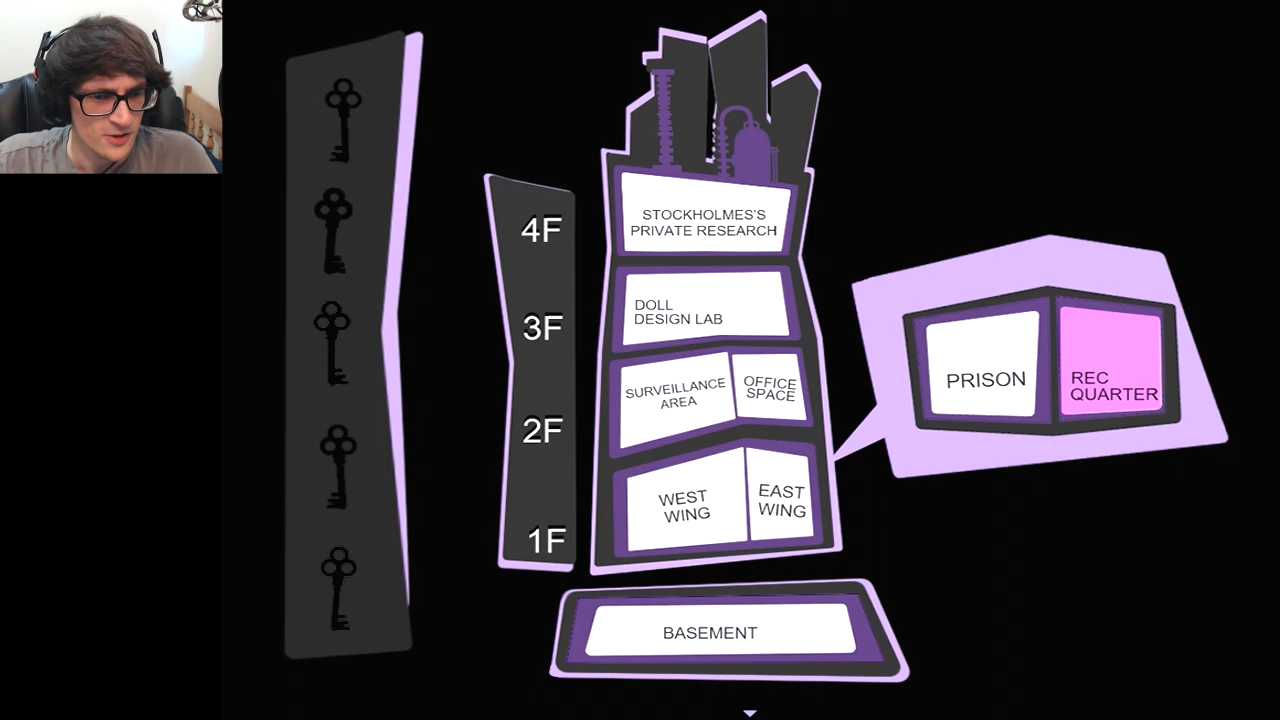 STOCKHOLMES'S
PRIVATE RESEARCH
4F
DOLL
DESIGN LAB
3F
SURVEILLANCE
AREA
OFFICE
SPACE
2F
WEST
WING
EAST
WING
1F
BASEMENT
PRISON
REC
QUARTER